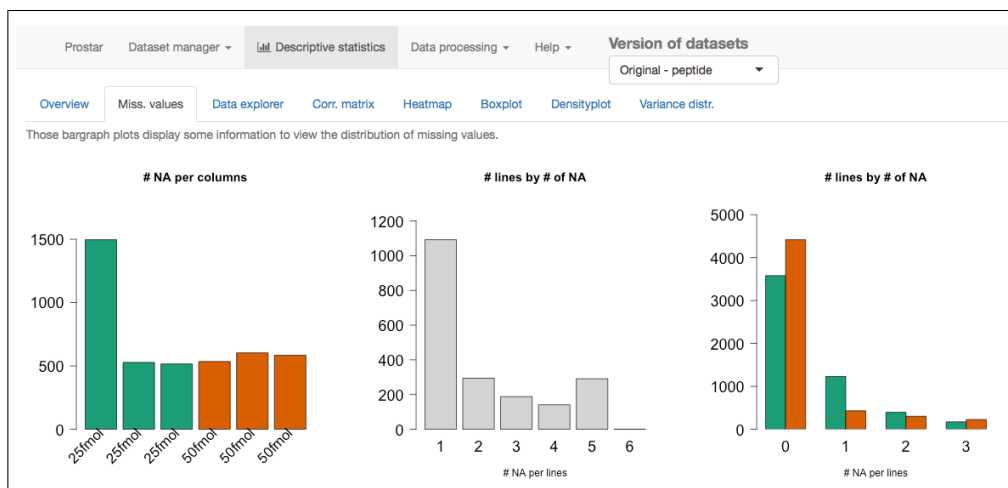 Prostar Dataset manager Descriptive statistics Data processing Help Version of datasets
Original - peptide
Overview Miss. values Data explorer Corr. matrix Heatmap Boxplot Densityplot Variance distr.
Those bargraph plots display some information to view the distribution of missing values.
# NA per columns
1500
1000
500
0
25fmol 25fmol 25fmol 50fmol 50fmol 50fmol
# lines by # of NA
1200
1000
800
600
400
200
0
1 2 3 4 5 6
# NA per lines
# lines by # of NA
5000
4000
3000
2000
1000
0
0 1 2 3
# NA per lines